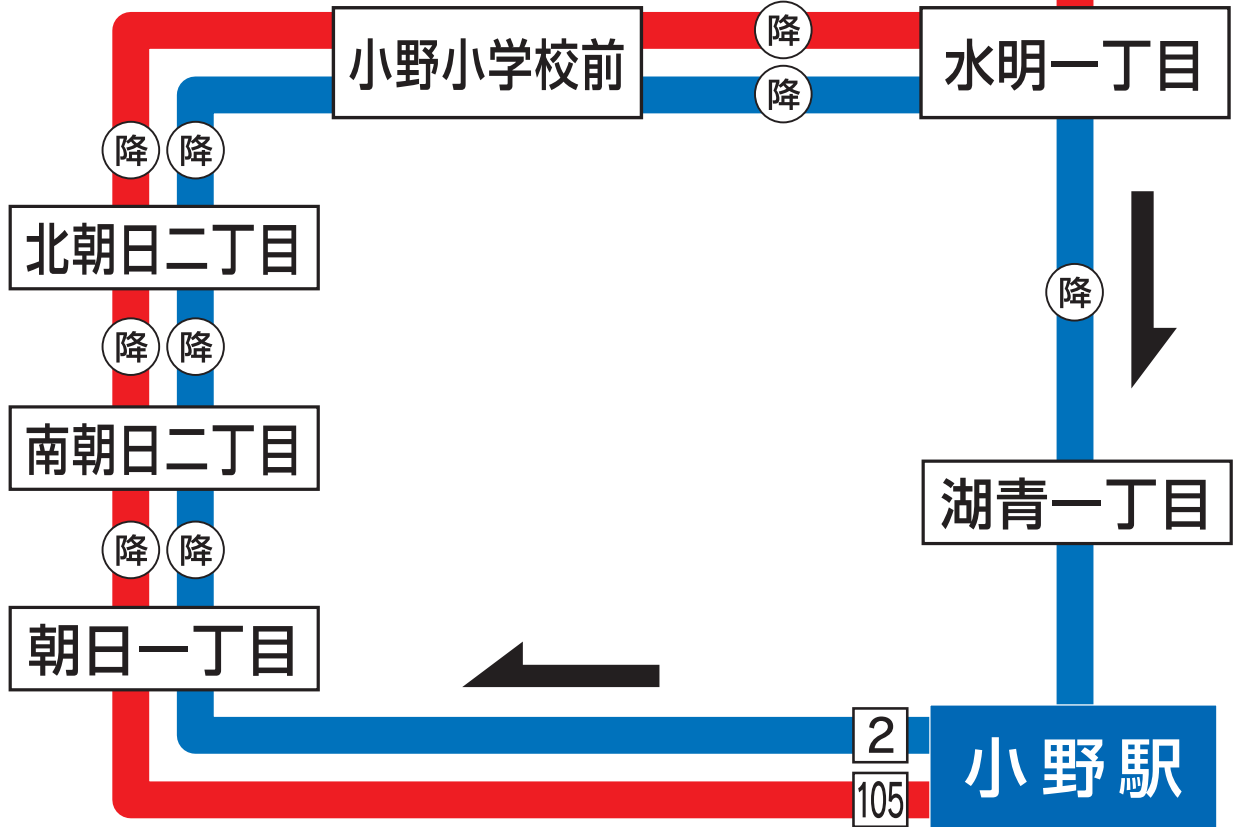 降
小野小学校前
水明一丁目
降
降 降
北朝日二丁目
降
降 降
南朝日二丁目
湖青一丁目
降 降
朝日一丁目
2
小野駅
105